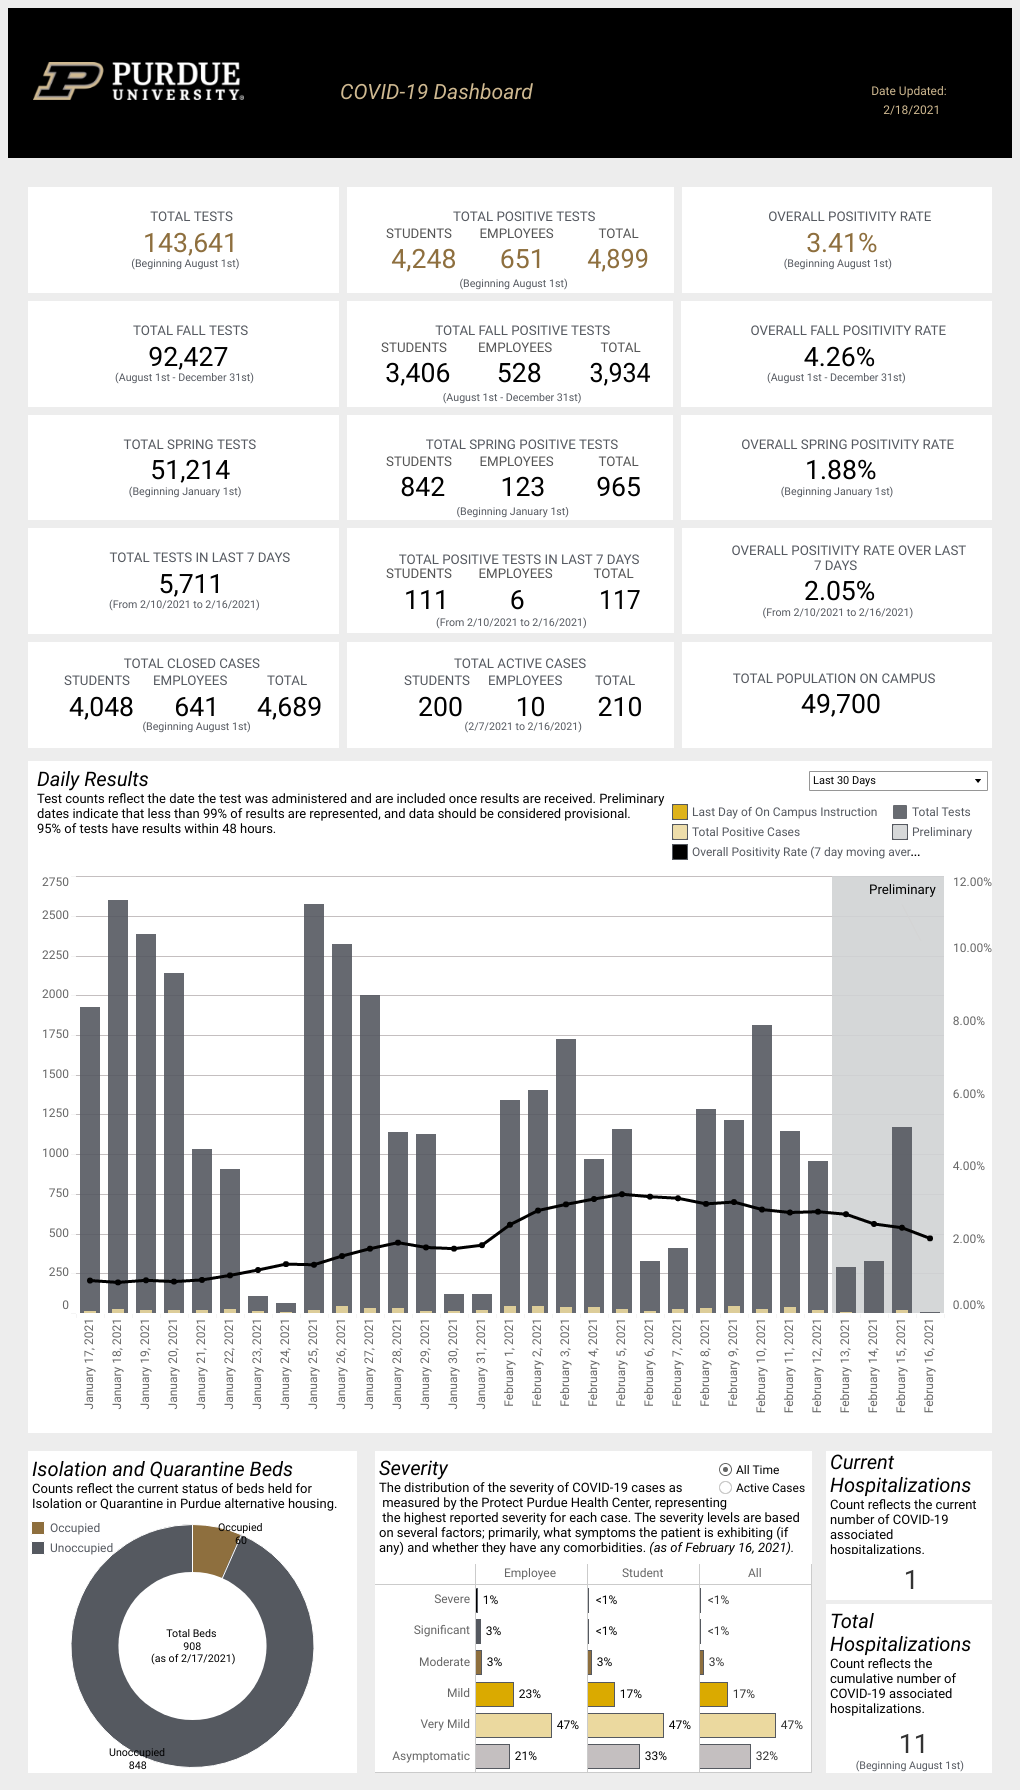 PURDUE
UNIVERSITY®
COVID-19 Dashboard
Date Updated:
2/18/2021
TOTAL TESTS
143,641
(Beginning August 1st)
TOTAL POSITIVE TESTS
STUDENTS EMPLOYEES TOTAL
4,248 651 4,899
(Beginning August 1st)
OVERALL POSITIVITY RATE
3.41%
(Beginning August 1st)
TOTAL FALL TESTS
92,427
(August 1st - December 31st)
TOTAL FALL POSITIVE TESTS
STUDENTS EMPLOYEES TOTAL
3,406 528 3,934
(August 1st - December 31st)
OVERALL FALL POSITIVITY RATE
4.26%
(August 1st - December 31st)
TOTAL SPRING TESTS
51,214
(Beginning January 1st)
TOTAL SPRING POSITIVE TESTS
STUDENTS EMPLOYEES TOTAL
842 123 965
(Beginning January 1st)
OVERALL SPRING POSITIVITY RATE
1.88%
(Beginning January 1st)
TOTAL TESTS IN LAST 7 DAYS
5,711
(From 2/10/2021 to 2/16/2021)
TOTAL POSITIVE TESTS IN LAST 7 DAYS
STUDENTS EMPLOYEES TOTAL
111 6 117
(From 2/10/2021 to 2/16/2021)
OVERALL POSITIVITY RATE OVER LAST
7 DAYS
2.05%
(From 2/10/2021 to 2/16/2021)
TOTAL CLOSED CASES
STUDENTS EMPLOYEES TOTAL
4,048 641 4,689
(Beginning August 1st)
TOTAL ACTIVE CASES
STUDENTS EMPLOYEES TOTAL
200 10 210
(2/7/2021 to 2/16/2021)
TOTAL POPULATION ON CAMPUS
49,700
Daily Results
Test counts reflect the date the test was administered and are included once results are received. Preliminary
dates indicate that less than 99% of results are represented, and data should be considered provisional.
95% of tests have results within 48 hours.
Last 30 Days
Last Day of On Campus Instruction Total Tests
Total Positive Cases Preliminary
Overall Positivity Rate (7 day moving aver...
Preliminary
2750
2500
2250
2000
1750
1500
1250
1000
750
500
250
0
12.00%
10.00%
8.00%
6.00%
4.00%
2.00%
0.00%
January 17, 2021
January 18, 2021
January 19, 2021
January 20, 2021
January 21, 2021
January 22, 2021
January 23, 2021
January 24, 2021
January 25, 2021
January 26, 2021
January 27, 2021
January 28, 2021
January 29, 2021
January 30, 2021
January 31, 2021
February 1, 2021
February 2, 2021
February 3, 2021
February 4, 2021
February 5, 2021
February 6, 2021
February 7, 2021
February 8, 2021
February 9, 2021
February 10, 2021
February 11, 2021
February 12, 2021
February 13, 2021
February 14, 2021
February 15, 2021
February 16, 2021
Isolation and Quarantine Beds
Counts reflect the current status of beds held for
Isolation or Quarantine in Purdue alternative housing.
Occupied
Unoccupied
Occupied
60
Total Beds
908
(as of 2/17/2021)
Unoccupied
848
Severity
All Time
Active Cases
The distribution of the severity of COVID-19 cases as
measured by the Protect Purdue Health Center, representing
the highest reported severity for each case. The severity levels are based
on several factors; primarily, what symptoms the patient is exhibiting (if
any) and whether they have any comorbidities. (as of February 16, 2021).
Employee Student All
Severe 1% <1% <1%
Significant 3% <1% <1%
Moderate 3% 3% 3%
Mild 23% 17% 17%
Very Mild 47% 47% 47%
Asymptomatic 21% 33% 32%
Current
Hospitalizations
Count reflects the current
number of COVID-19
associated
hospitalizations.
1
Total
Hospitalizations
Count reflects the
cumulative number of
COVID-19 associated
hospitalizations.
11
(Beginning August 1st)